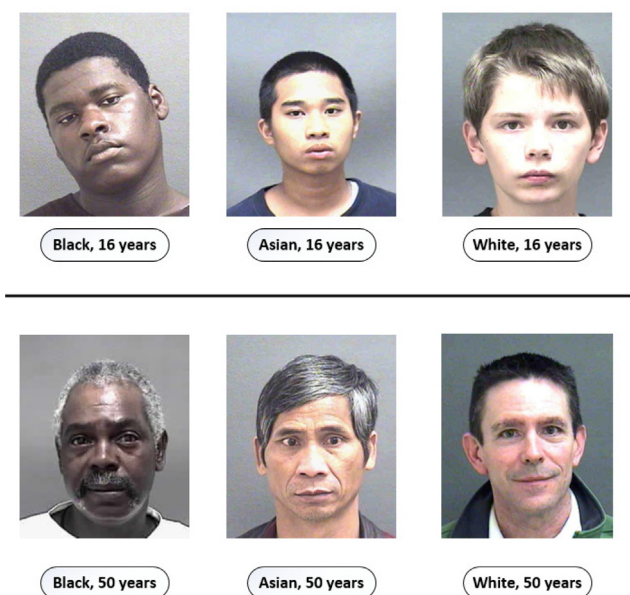 Black, 16 years
Asian, 16 years
White, 16 years
Black, 50 years
Asian, 50 years
White, 50 years